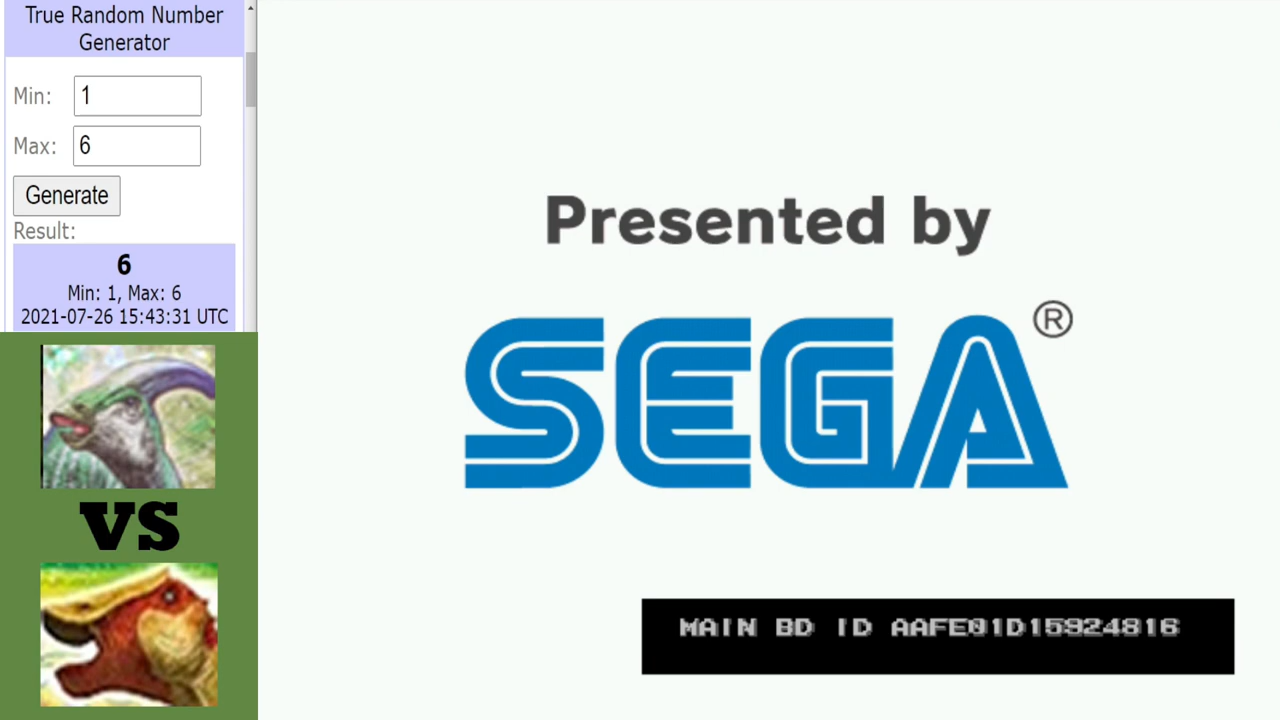 True Random Number
Generator
Min: 1
Max: 6
Generate
Result:
6
Min: 1, Max: 6
2021-07-26 15:43:31 UTC
VS
Presented by
SEGA®
MAIN BD ID AAFE01D15924816